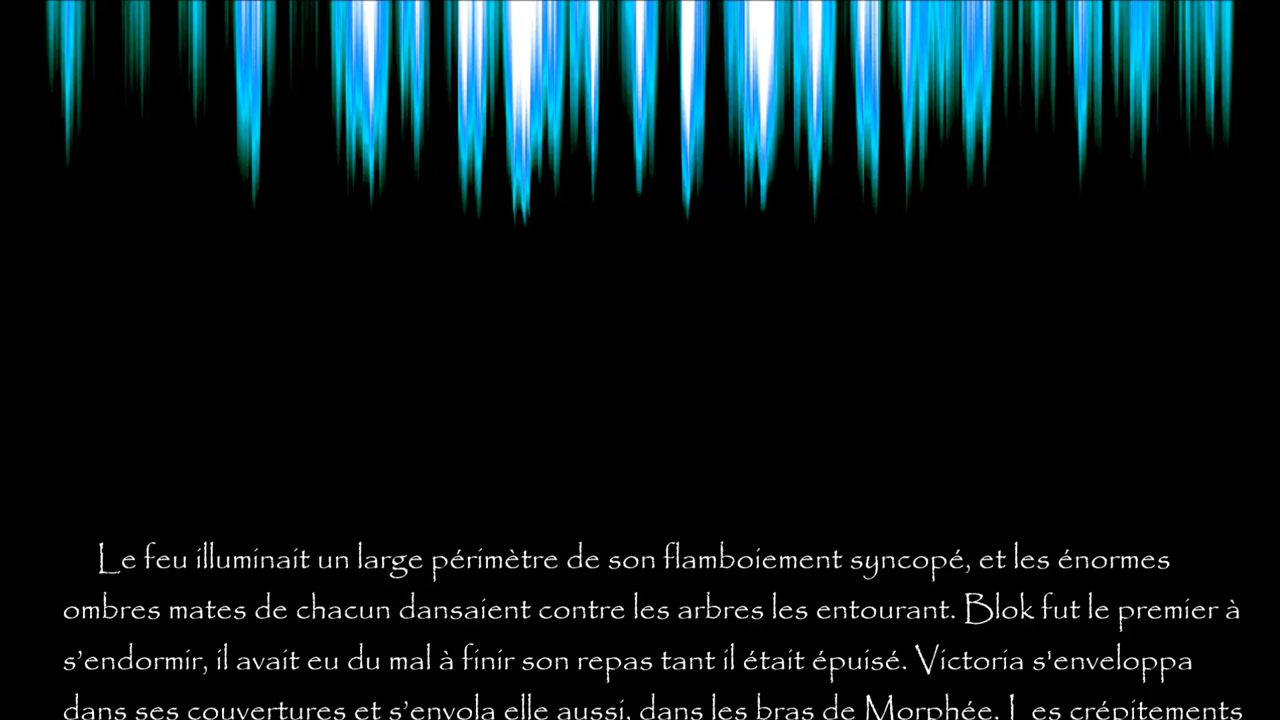 Le feu illuminait un large périmètre de son flamboiement syncopé, et les énormes
ombres mates de chacun dansaient contre les arbres les entourant. Blok fut le premier à
s'endormir, il avait eu du mal à finir son repas tant il était épuisé. Victoria s'enveloppa
dans ses couvertures et s'envola elle aussi, dans les bras de Morphée. Les crépitements